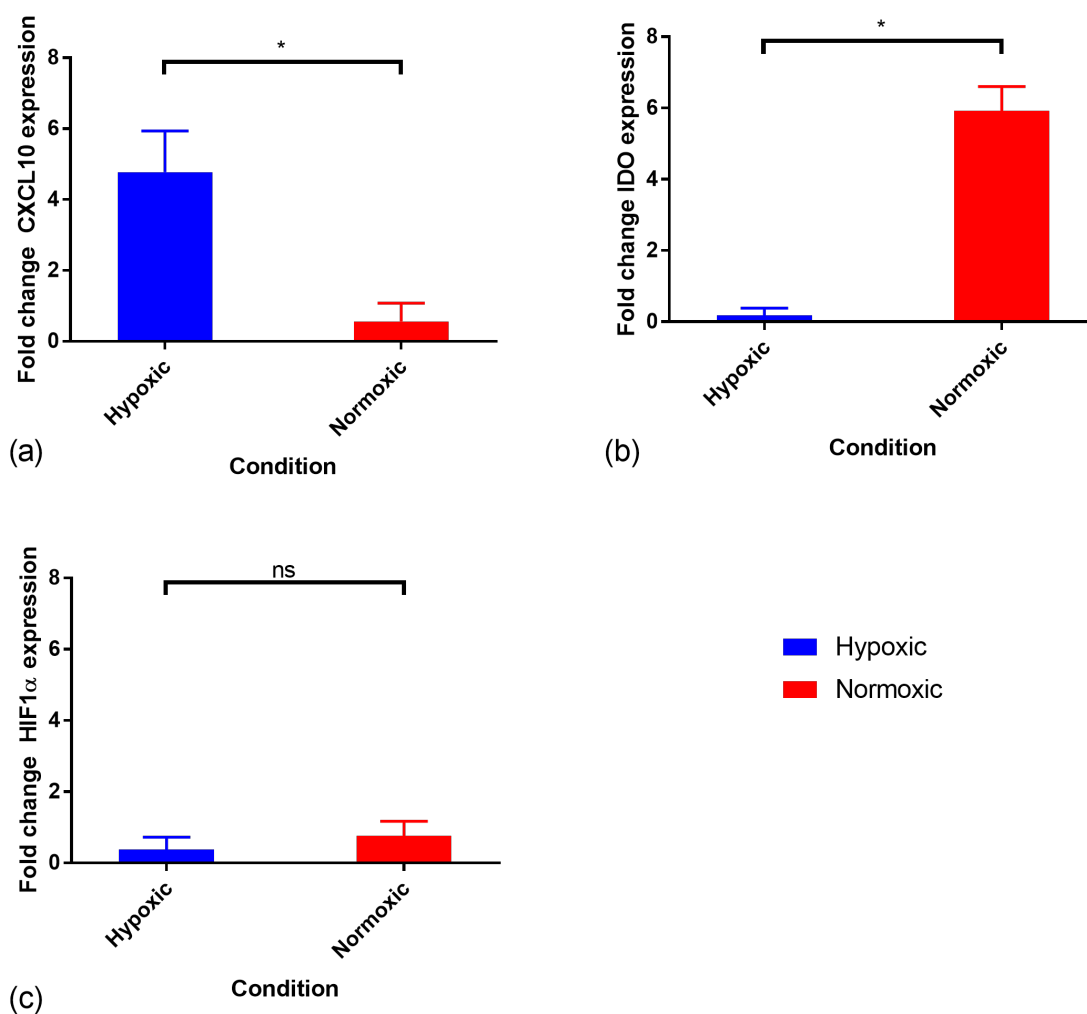 Fold change CXCL10 expression
8
6
4
2
0
*
Hypoxic
Normoxic
Condition
(a)
Fold change IDO expression
8
6
4
2
0
*
Hypoxic
Normoxic
Condition
(b)
Fold change HIF1α expression
8
6
4
2
0
ns
Hypoxic
Normoxic
Condition
(c)
Hypoxic
Normoxic